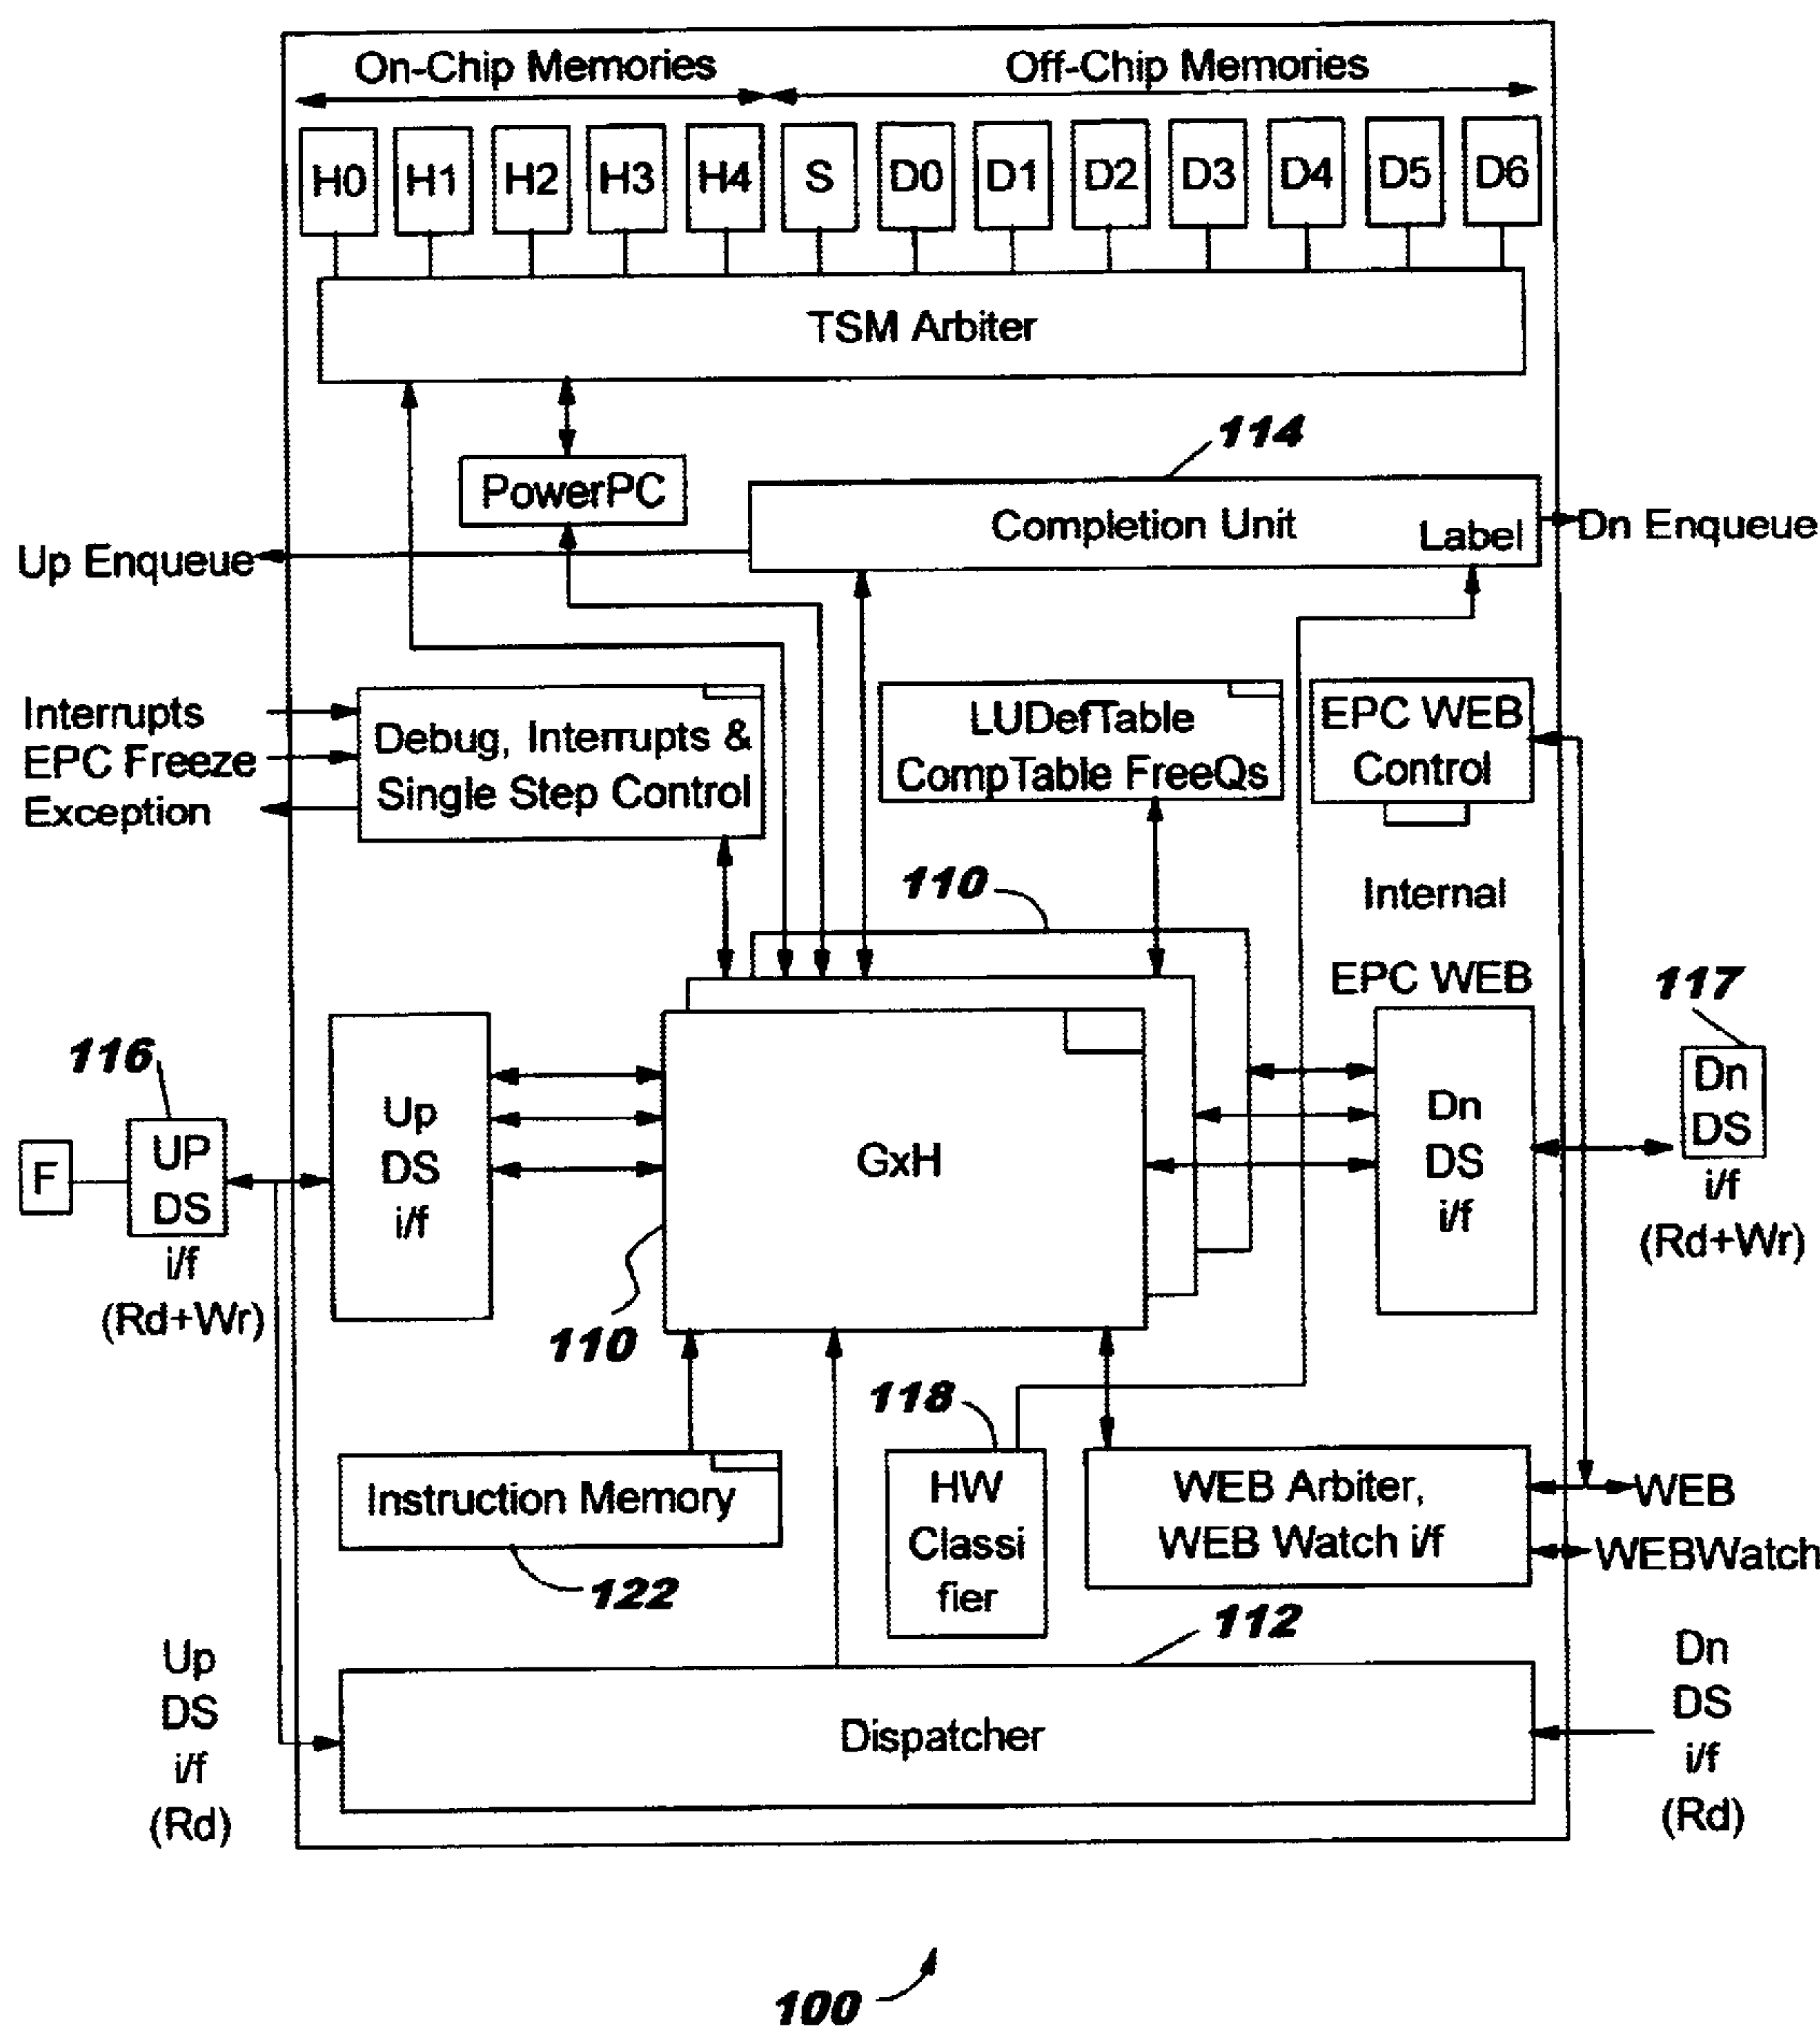 On-Chip Memories
Off-Chip Memories
H0
H1
H2
H3
H4
S
D0
D1
D2
D3
D4
D5
D6
TSM Arbiter
114
PowerPC
Completion Unit
Label
Dn Enqueue
Up Enqueue
Interrupts
EPC Freeze
Exception
Debug, Interrupts &
Single Step Control
LUDefTable
CompTable FreeQs
EPC WEB
Control
110
Internal
EPC WEB
117
116
UP
DS
i/f
(Rd+Wr)
F
Up
DS
i/f
GxH
Dn
DS
i/f
Dn
DS
i/f
(Rd+Wr)
110
118
Instruction Memory
122
HW
Classi
fier
WEB Arbiter,
WEB Watch i/f
WEB
WEBWatch
112
Up
DS
i/f
(Rd)
Dispatcher
Dn
DS
i/f
(Rd)
100